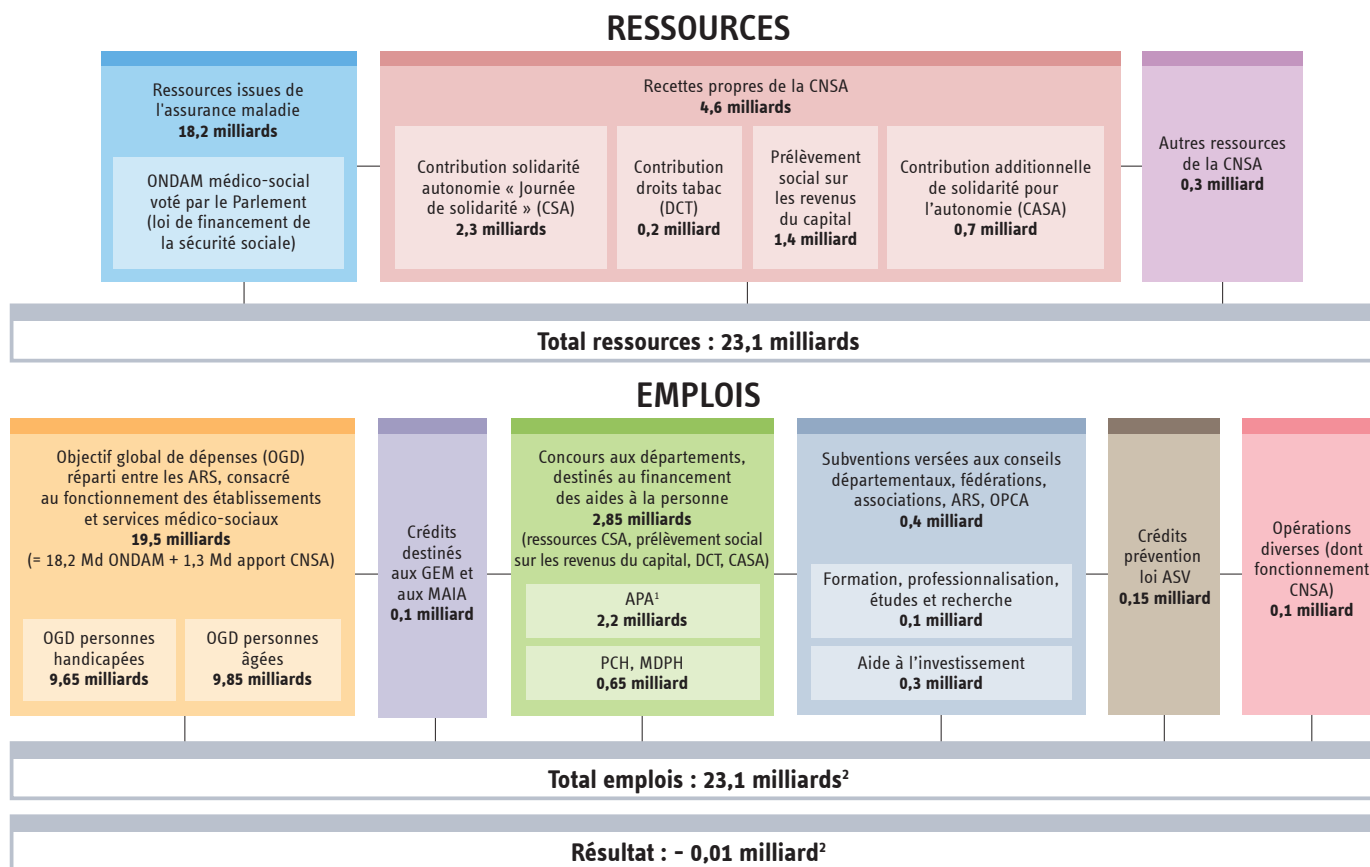 RESSOURCES
Ressources issues de
l'assurance maladie
18,2 milliards
ONDAM médico-social
voté par le Parlement
(loi de financement de
la sécurité sociale)
Recettes propres de la CNSA
4,6 milliards
Contribution solidarité
autonomie « Journée
de solidarité » (CSA)
2,3 milliards
Contribution
droits tabac
(DCT)
0,2 milliard
Prélèvement
social sur
les revenus
du capital
1,4 milliard
Contribution additionnelle
de solidarité pour
l'autonomie (CASA)
0,7 milliard
Autres ressources
de la CNSA
0,3 milliard
Total ressources : 23,1 milliards
EMPLOIS
Objectif global de dépenses (OGD)
réparti entre les ARS, consacré
au fonctionnement des établissements
et services médico-sociaux
19,5 milliards
(= 18,2 Md ONDAM + 1,3 Md apport CNSA)
OGD personnes
handicapées
9,65 milliards
OGD personnes
âgées
9,85 milliards
Crédits
destinés
aux GEM et
aux MAIA
0,1 milliard
Concours aux départements,
destinés au financement
des aides à la personne
2,85 milliards
(ressources CSA, prélèvement social
sur les revenus du capital, DCT, CASA)
APA¹
2,2 milliards
PCH, MDPH
0,65 milliard
Subventions versées aux conseils
départementaux, fédérations,
associations, ARS, OPCA
0,4 milliard
Formation, professionnalisation,
études et recherche
0,1 milliard
Aide à l'investissement
0,3 milliard
Crédits
prévention
loi ASV
0,15 milliard
Opérations
diverses (dont
fonctionnement
CNSA)
0,1 milliard
Total emplois : 23,1 milliards²
Résultat : - 0,01 milliard²